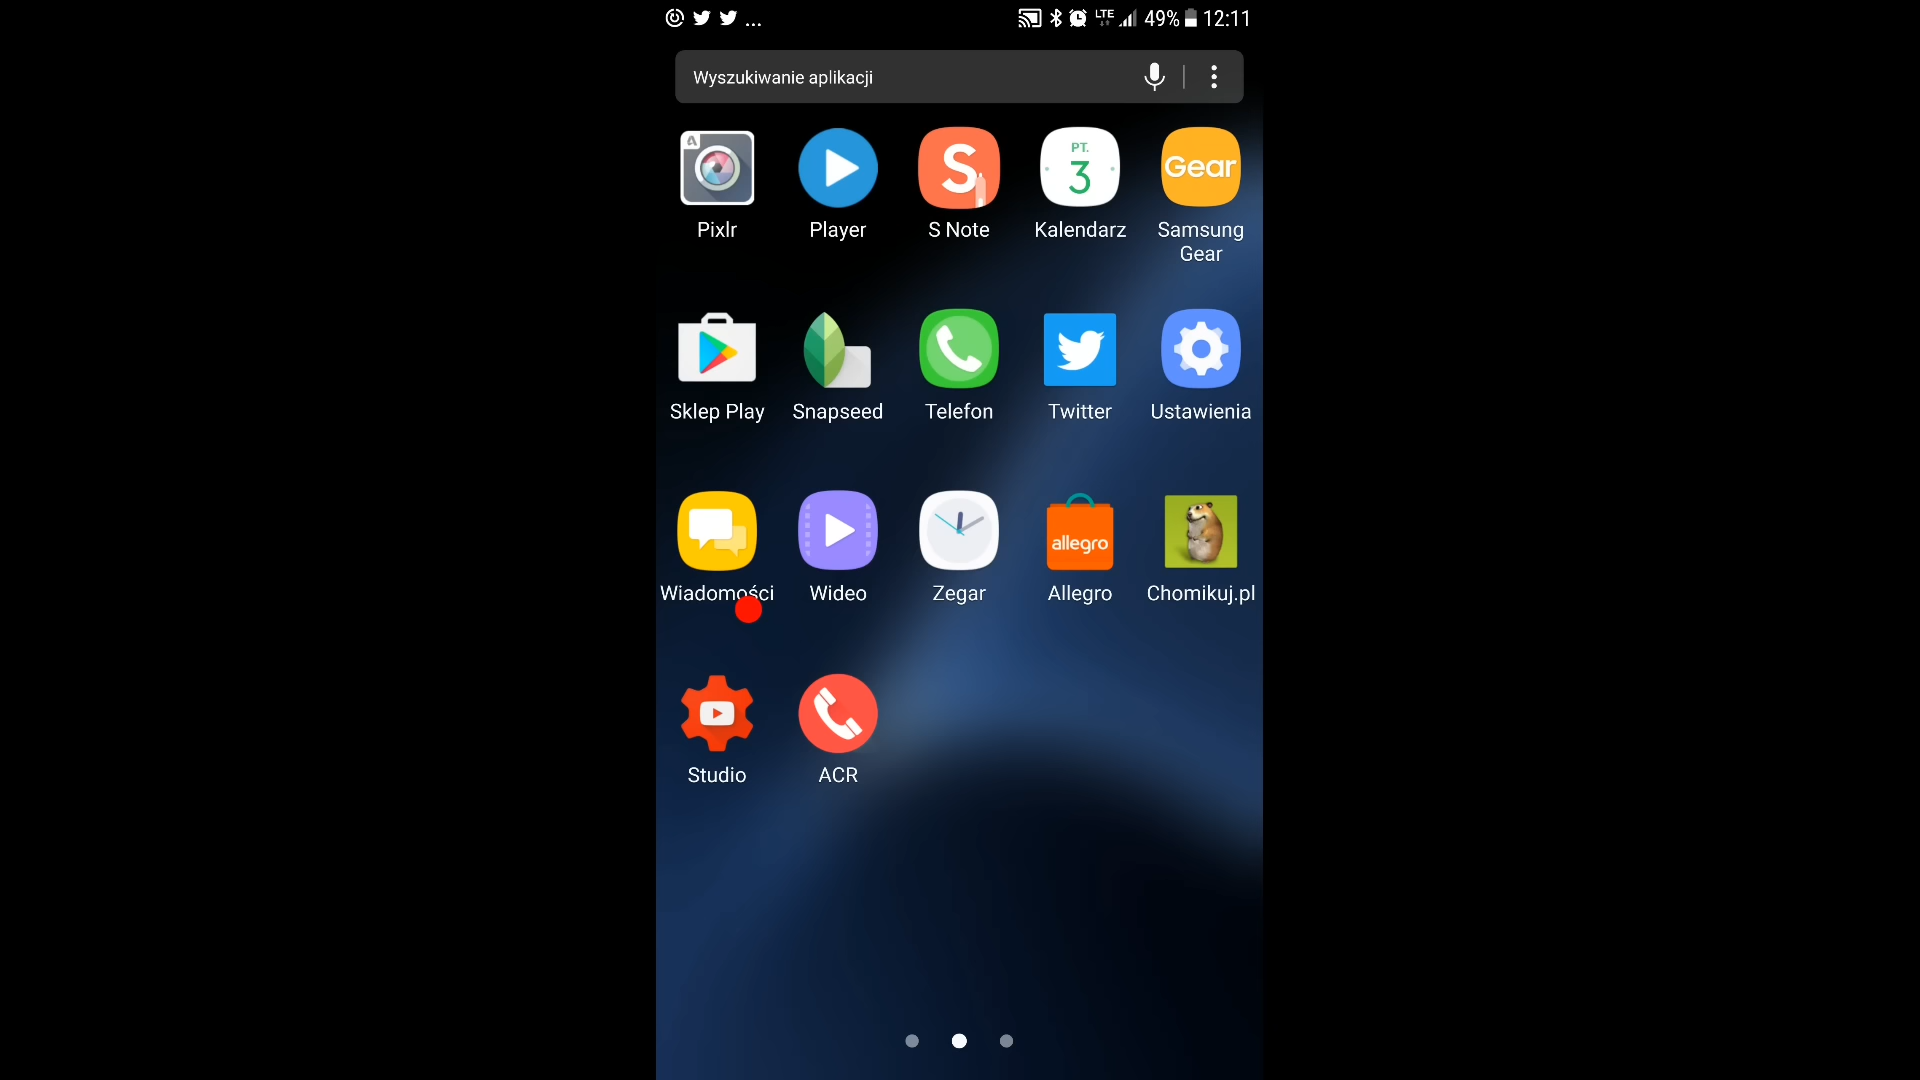 ... LTE 49% 12:11
Wyszukiwanie aplikacji
PT.
3
Gear
Pixlr Player S Note Kalendarz Samsung
Gear
Sklep Play Snapseed Telefon Twitter Ustawienia
allegro
Wiadomości Wideo Zegar Allegro Chomikuj.pl
Studio ACR